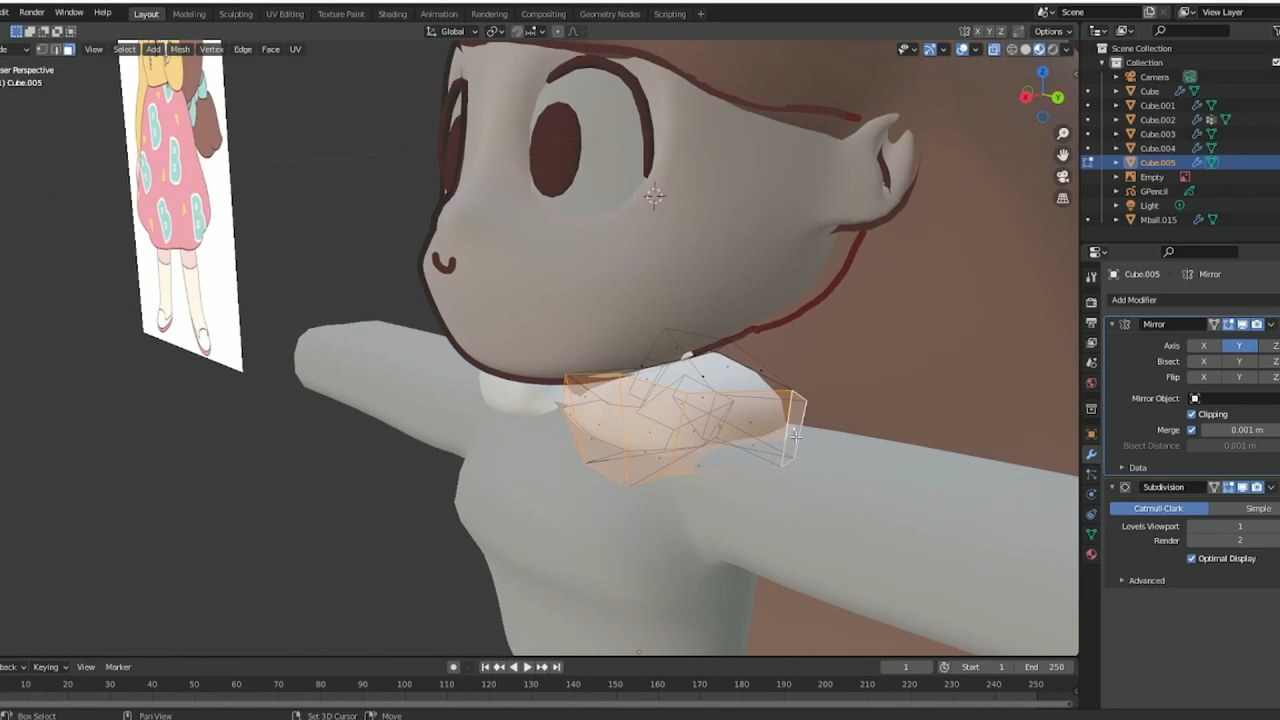 Render Window Help
Layout Modeling Sculpting UV Editing Texture Paint Shading Animation Rendering Compositing Geometry Nodes Scripting +
Scene View Layer
Global X Y Z Options
View Select Add Mesh Vertex Edge Face UV
ser Perspective
1) Cube.005
Z
X Y
B
B
B
B
B
Scene Collection
Collection
Camera
Cube
Cube.001
Cube.002
Cube.003
Cube.004
Cube.005
Empty
GPencil
Light
Mball.015
Cube.005 Mirror
Add Modifier
Mirror
Axis X Y Z
Bisect X Y Z
Flip X Y Z
Mirror Object
Clipping
Merge 0.001 m
Bisect Distance 0.001 m
Data
Subdivision
Catmull-Clark Simple
Levels Viewport 1
Render 2
Optimal Display
Advanced
back Keying View Marker 1 Start 1 End 250
10 20 30 40 50 60 70 80 90 100 110 120 130 140 150 160 170 180 190 200 210 220 230 240 250
Box Select Pan View Set 3D Cursor Move